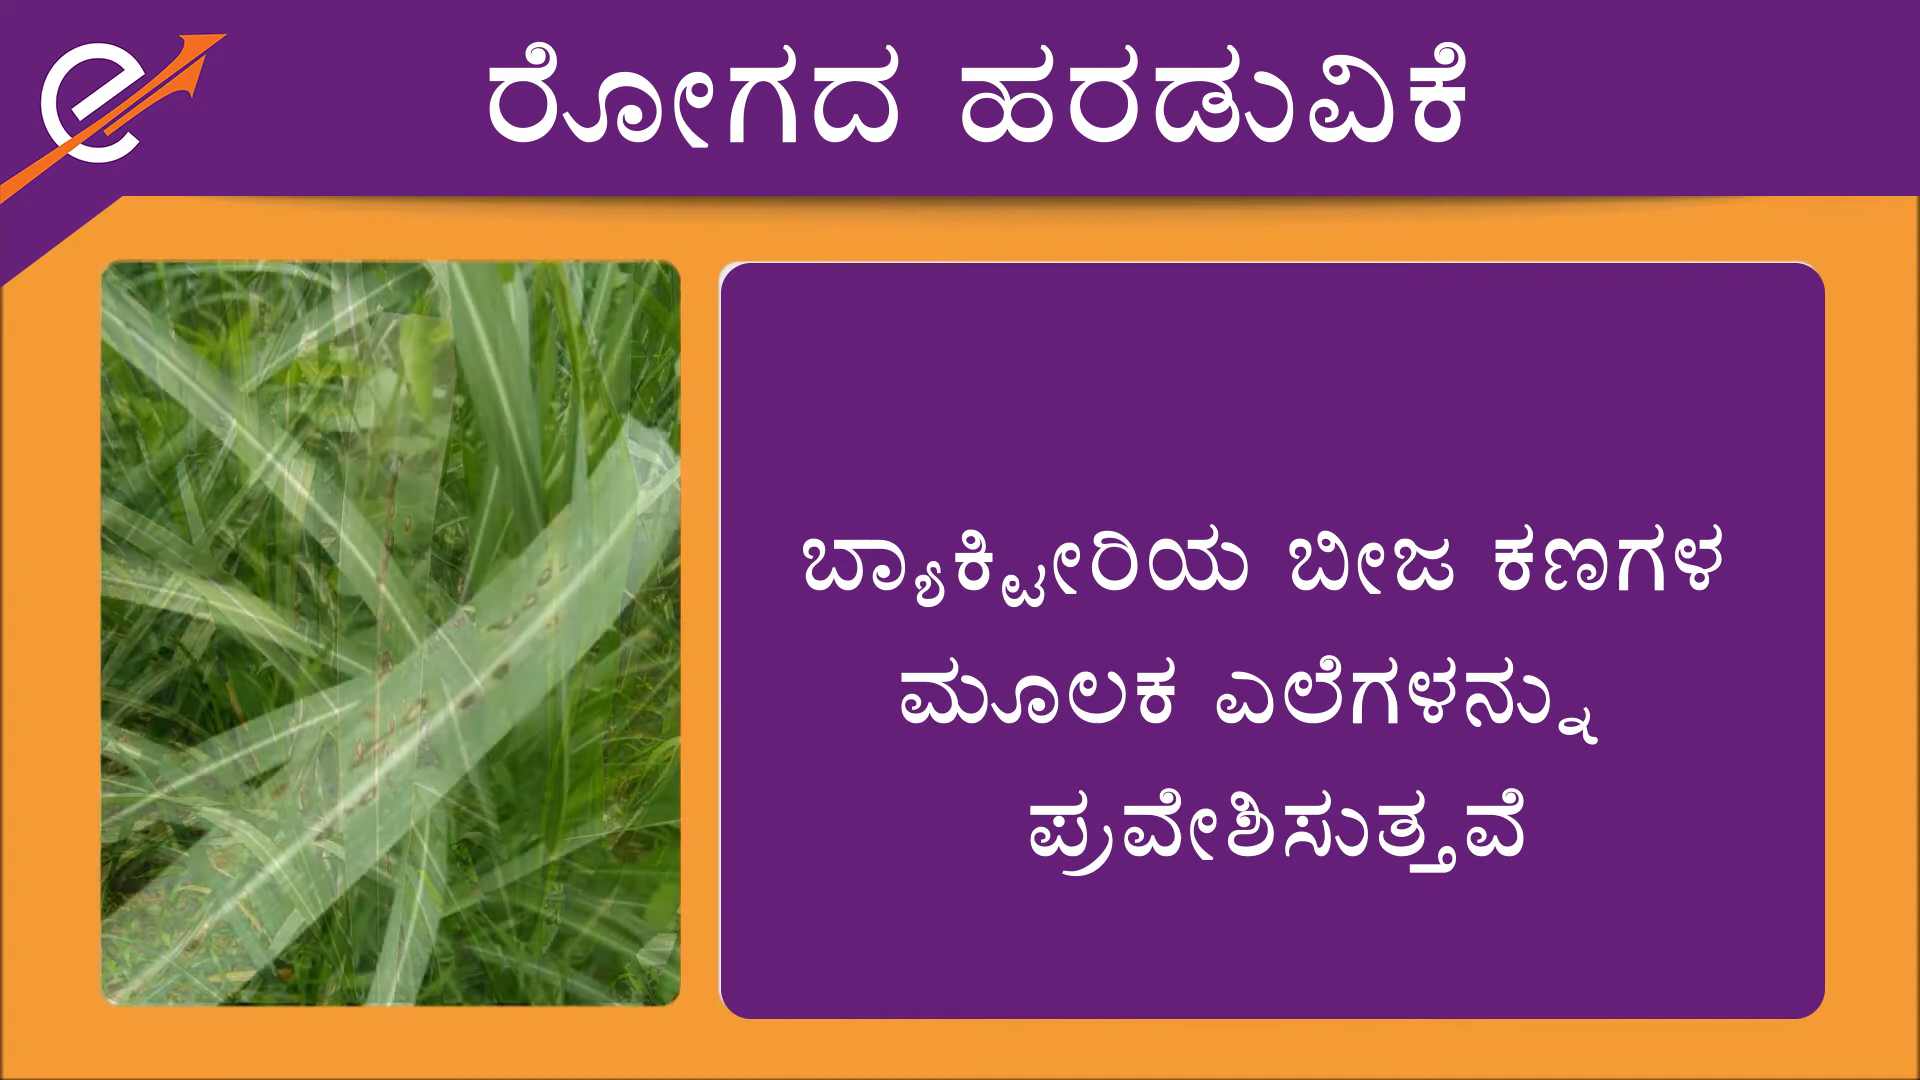 ರೋಗದ ಹರಡುವಿಕೆ
ಬ್ಯಾಕ್ಟೀರಿಯ ಬೀಜ ಕಣಗಳ
ಮೂಲಕ ಎಲೆಗಳನ್ನು
ಪ್ರವೇಶಿಸುತ್ತವೆ